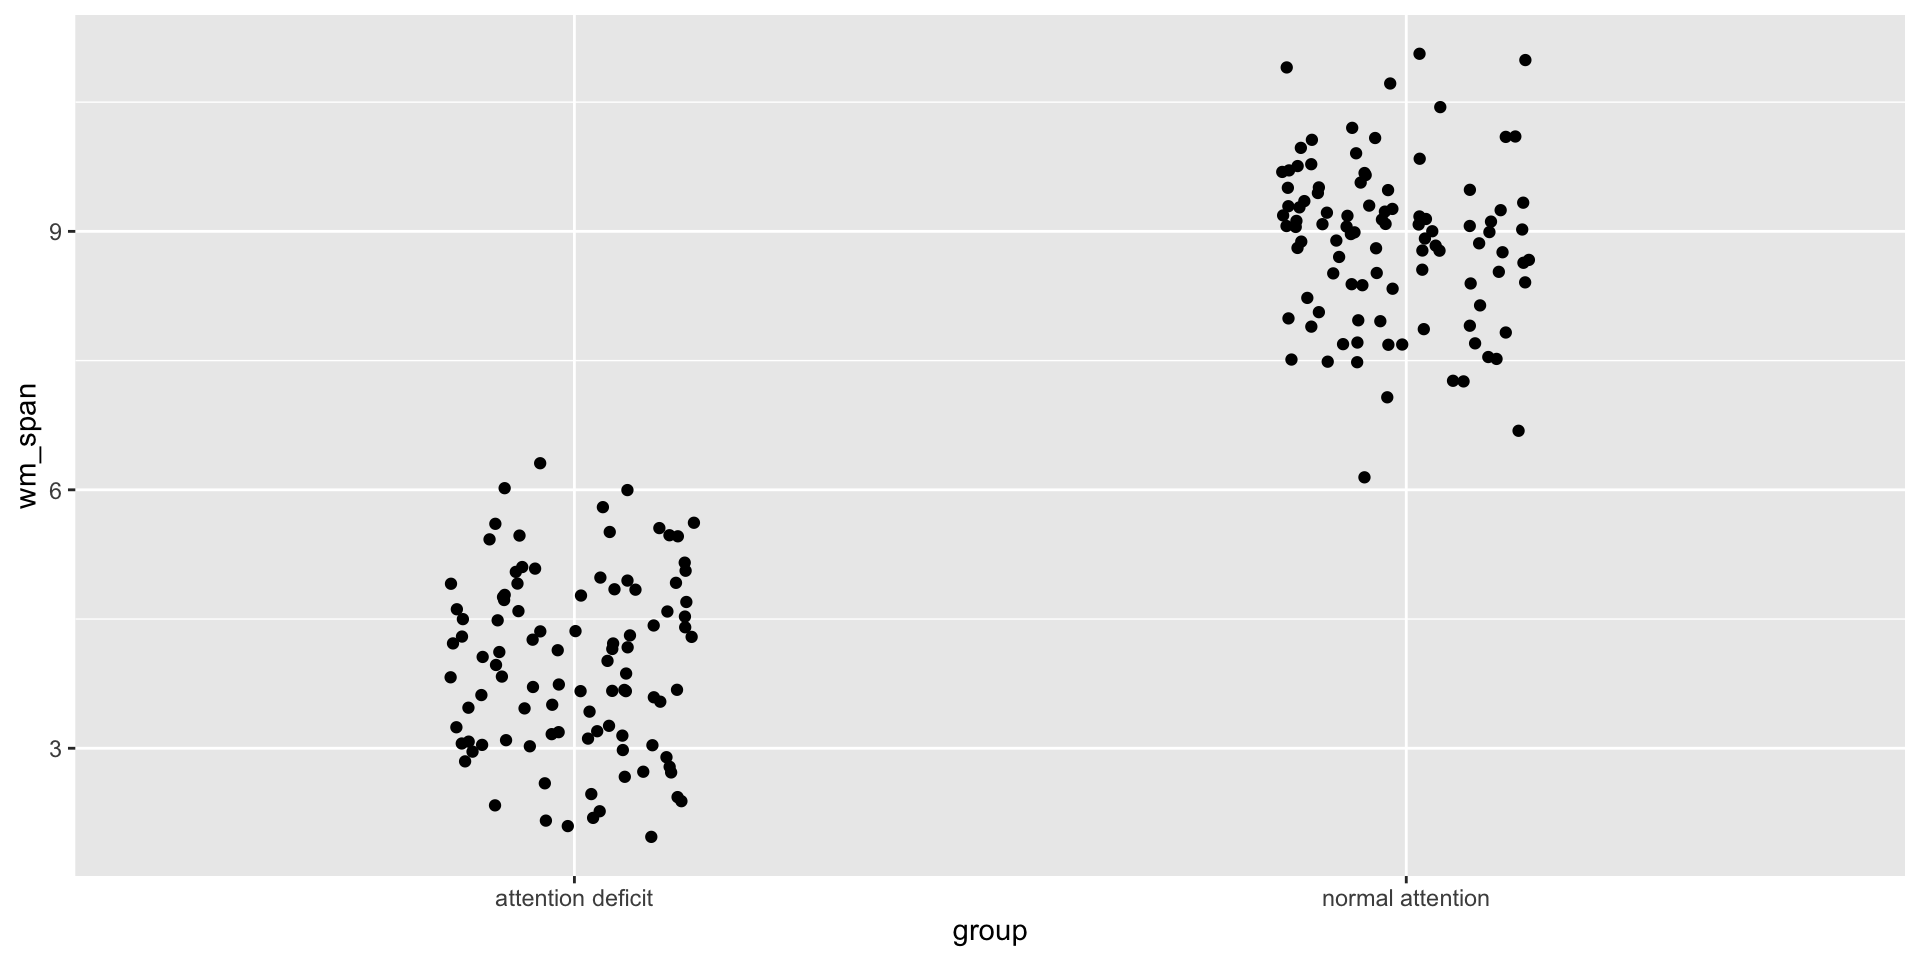 9
6
3
wm_span
attention deficit
normal attention
group